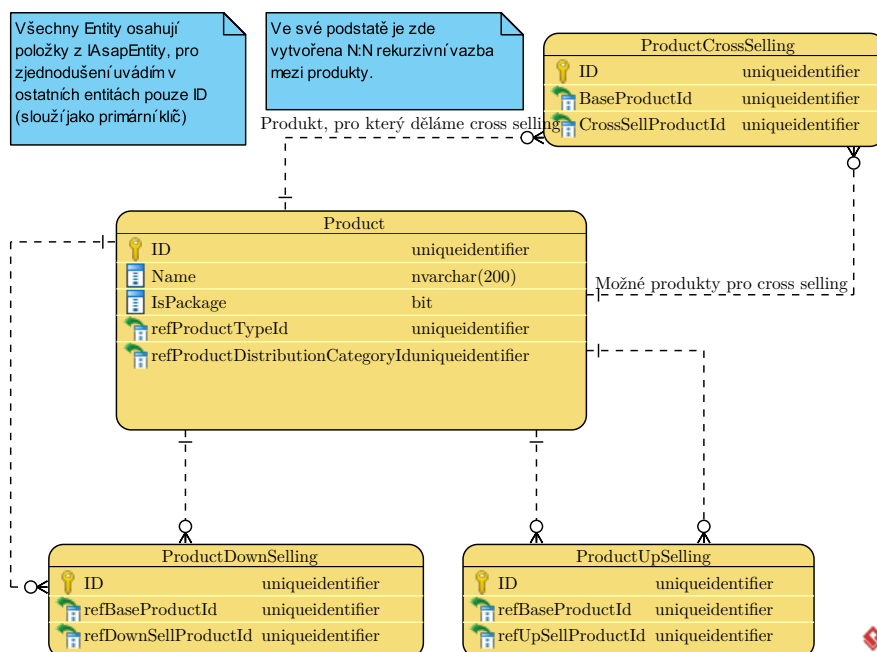 Všechny Entity osahují
položky z IAsapEntity, pro
zjednodušení uvádím v
ostatních entitách pouze ID
(slouží jako primární klíč)
Ve své podstatě je zde
vytvořena N:N rekurzivní vazba
mezi produkty.
ProductCrossSelling
ID uniqueidentifier
BaseProductId uniqueidentifier
CrossSellProductId uniqueidentifier
Produkt, pro který děláme cross selling
Product
ID uniqueidentifier
Name nvarchar(200)
IsPackage bit
refProductTypeId uniqueidentifier
refProductDistributionCategoryId uniqueidentifier
Možné produkty pro cross selling
ProductDownSelling
ID uniqueidentifier
refBaseProductId uniqueidentifier
refDownSellProductId uniqueidentifier
ProductUpSelling
ID uniqueidentifier
refBaseProductId uniqueidentifier
refUpSellProductId uniqueidentifier